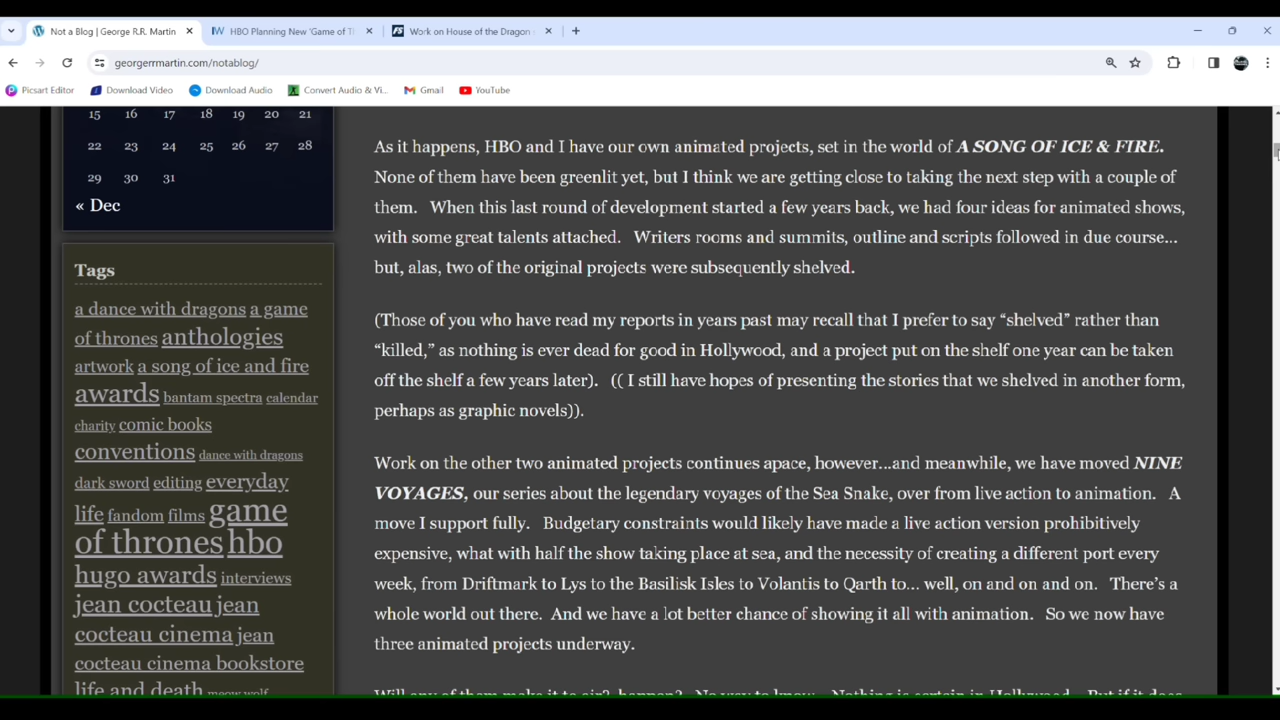 Not a Blog | George R.R. Martin
HBO Planning New 'Game of T
Work on House of the Dragon
georgerrmartin.com/notablog/
Picsart Editor
Download Video
Download Audio
Convert Audio & Vi...
Gmail
YouTube
15 16 17 18 19 20 21
22 23 24 25 26 27 28
29 30 31
« Dec
Tags
a dance with dragons a game
of thrones anthologies
artwork a song of ice and fire
awards bantam spectra calendar
charity comic books
conventions dance with dragons
dark sword editing everyday
life fandom films game
of thrones hbo
hugo awards interviews
jean cocteau jean
cocteau cinema jean
cocteau cinema bookstore
life and death meow wolf
As it happens, HBO and I have our own animated projects, set in the world of A SONG OF ICE & FIRE.
None of them have been greenlit yet, but I think we are getting close to taking the next step with a couple of
them. When this last round of development started a few years back, we had four ideas for animated shows,
with some great talents attached. Writers rooms and summits, outline and scripts followed in due course...
but, alas, two of the original projects were subsequently shelved.
(Those of you who have read my reports in years past may recall that I prefer to say “shelved” rather than
“killed,” as nothing is ever dead for good in Hollywood, and a project put on the shelf one year can be taken
off the shelf a few years later). (( I still have hopes of presenting the stories that we shelved in another form,
perhaps as graphic novels)).
Work on the other two animated projects continues apace, however...and meanwhile, we have moved NINE
VOYAGES, our series about the legendary voyages of the Sea Snake, over from live action to animation. A
move I support fully. Budgetary constraints would likely have made a live action version prohibitively
expensive, what with half the show taking place at sea, and the necessity of creating a different port every
week, from Driftmark to Lys to the Basilisk Isles to Volantis to Qarth to... well, on and on and on. There’s a
whole world out there. And we have a lot better chance of showing it all with animation. So we now have
three animated projects underway.
Will any of them make it to air? happen? No way to know. Nothing is certain in Hollywood. But if it does